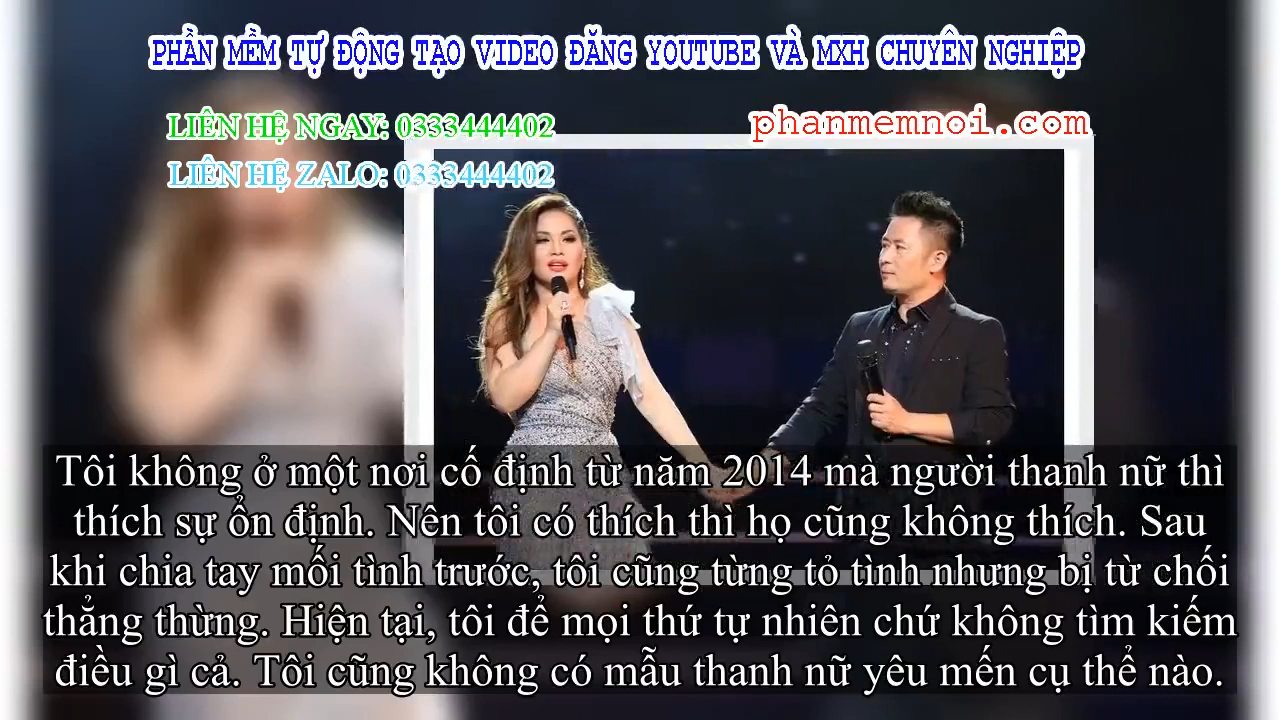 PHẦN MỀM TỰ ĐỘNG TẠO VIDEO ĐĂNG YOUTUBE VÀ MXH CHUYÊN NGHIỆP
LIÊN HỆ NGAY: 0333444402
phanmemnoi.com
LIÊN HỆ ZALO: 0333444402
Tôi không ở một nơi cố định từ năm 2014 mà người thanh nữ thì
thích sự ổn định. Nên tôi có thích thì họ cũng không thích. Sau
khi chia tay mối tình trước, tôi cũng từng tỏ tình nhưng bị từ chối
thẳng thừng. Hiện tại, tôi để mọi thứ tự nhiên chứ không tìm kiếm
điều gì cả. Tôi cũng không có mẫu thanh nữ yêu mến cụ thể nào.